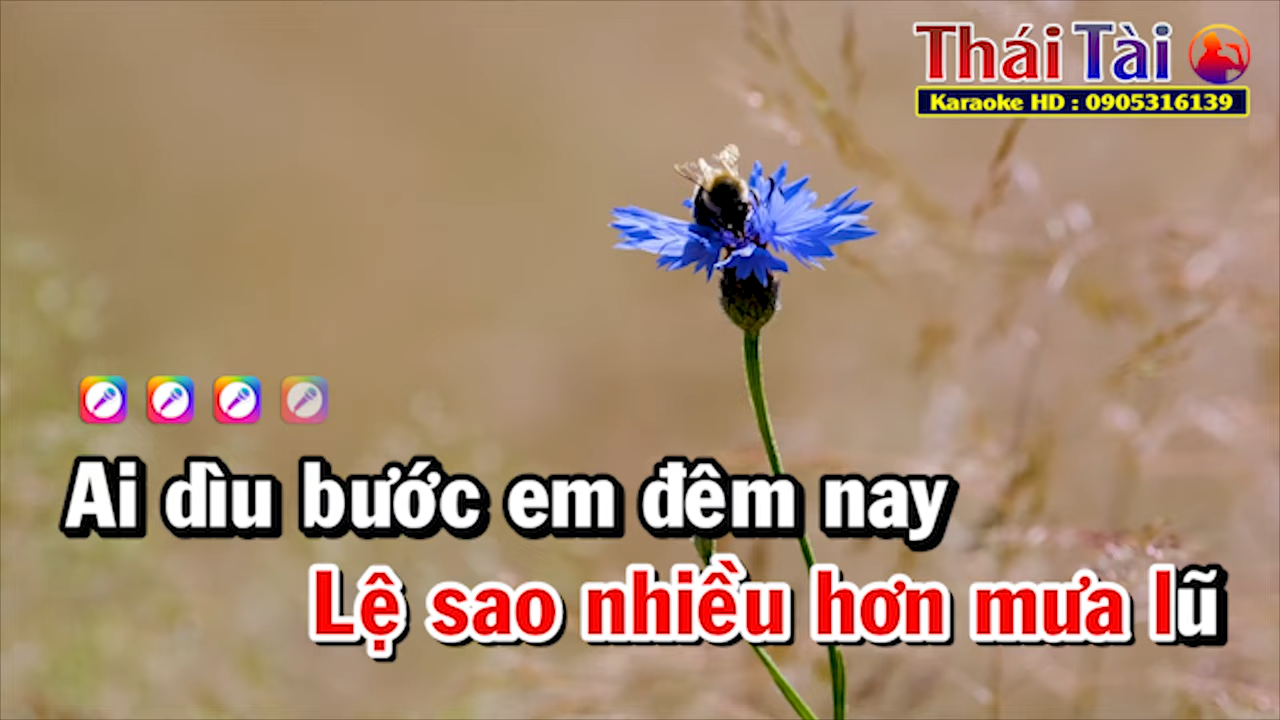 Thái Tài
Karaoke HD : 0905316139
Ai dìu bước em đêm nay
Lệ sao nhiều hơn mưa lũ